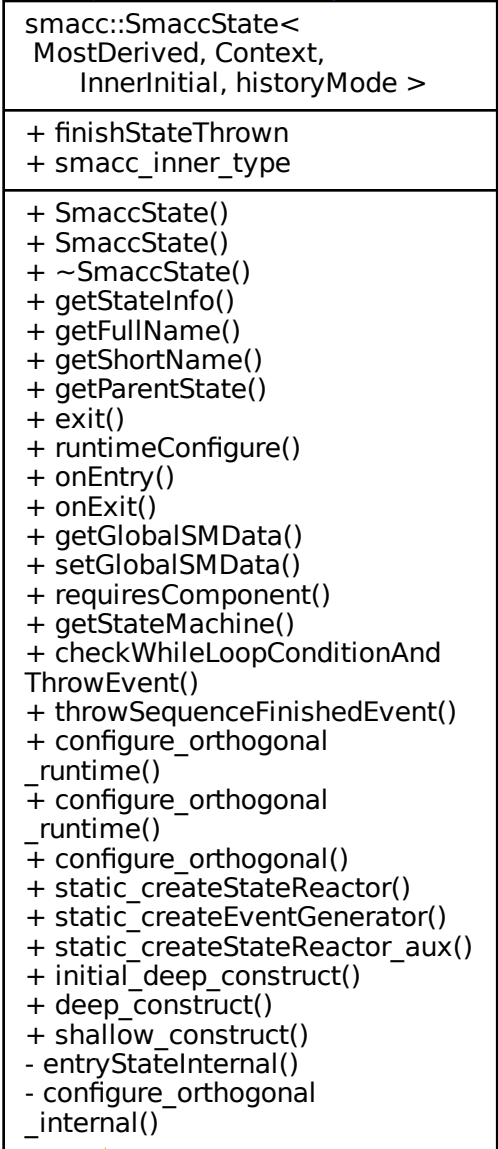 smacc::SmaccState<
MostDerived, Context,
InnerInitial, historyMode >
+ finishStateThrown
+ smacc_inner_type
+ SmaccState()
+ SmaccState()
+ ~SmaccState()
+ getStateInfo()
+ getFullName()
+ getShortName()
+ getParentState()
+ exit()
+ runtimeConfigure()
+ onEntry()
+ onExit()
+ getGlobalSMData()
+ setGlobalSMData()
+ requiresComponent()
+ getStateMachine()
+ checkWhileLoopConditionAnd
ThrowEvent()
+ throwSequenceFinishedEvent()
+ configure_orthogonal
_runtime()
+ configure_orthogonal
_runtime()
+ configure_orthogonal()
+ static_createStateReactor()
+ static_createEventGenerator()
+ static_createStateReactor_aux()
+ initial_deep_construct()
+ deep_construct()
+ shallow_construct()
- entryStateInternal()
- configure_orthogonal
_internal()